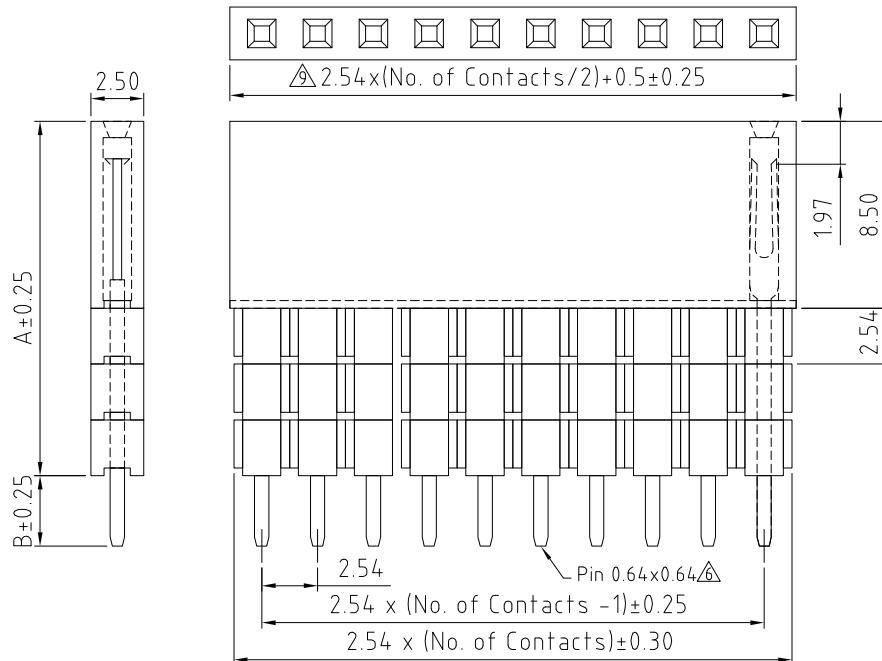 9 2.54x(No. of Contacts/2)+0.5±0.25
2.50
1.97
8.50
A±0.25
2.54
B±0.25
2.54
Pin 0.64x0.64 6
2.54 x (No. of Contacts -1)±0.25
2.54 x (No. of Contacts)±0.30